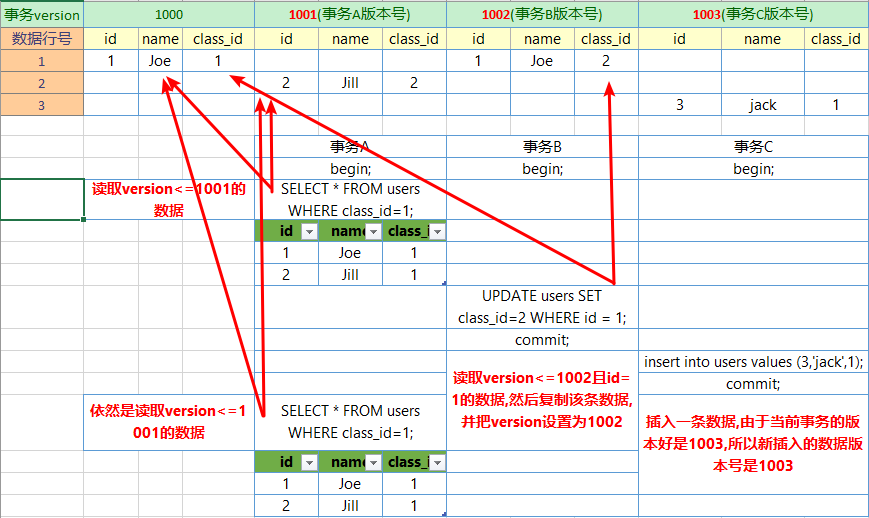 事务version 1000 1001(事务A版本号) 1002(事务B版本号) 1003(事务C版本号)
数据行号 id name class_id id name class_id id name class_id id name class_id
1 1 Joe 1 1 Joe 2
2 2 Jill 2
3 3 jack 1
事务A 事务B 事务C
begin; begin; begin;
读取version<=1001的
数据
SELECT * FROM users
WHERE class_id=1;
id name class_i
1 Joe 1
2 Jill 1
UPDATE users SET
class_id=2 WHERE id = 1;
commit;
insert into users values (3,'jack',1);
commit;
读取version<=1002且id=
1的数据,然后复制该条数据,
并把version设置为1002
依然是读取version<=1
001的数据
SELECT * FROM users
WHERE class_id=1;
插入一条数据,由于当前事务的版
本好是1003,所以新插入的数据版
本号是1003
id name class_i
1 Joe 1
2 Jill 1